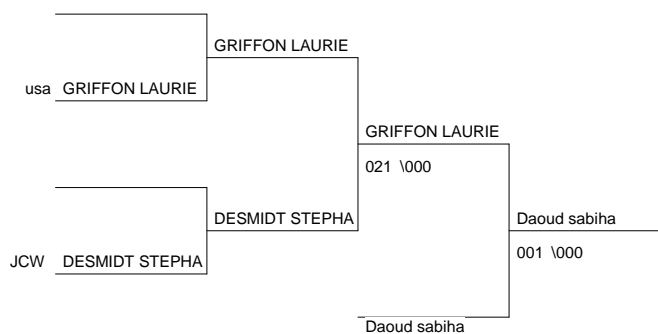 GRIFFON LAURIE
usa GRIFFON LAURIE
GRIFFON LAURIE
021 \000
DESMIDT STEPHA
Daoud sabiha
001 \000
JCW DESMIDT STEPHA
Daoud sabiha